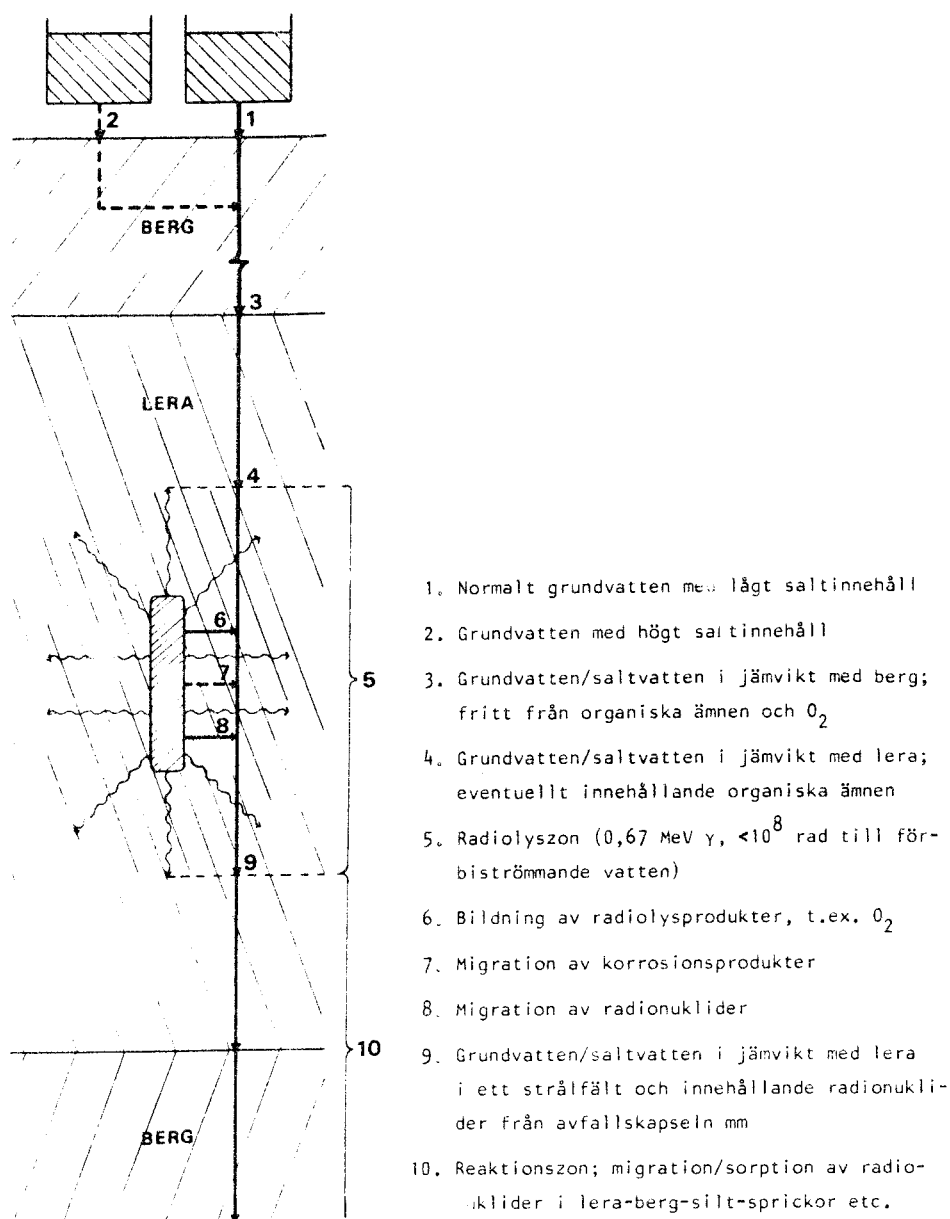 2
1
BERG
3
LERA
4
6
7
5
8
9
10
BERG
1. Normalt grundvatten med lågt saltinnehåll
2. Grundvatten med högt saltinnehåll
3. Grundvatten/saltvatten i jämvikt med berg;
fritt från organiska ämnen och O₂
4. Grundvatten/saltvatten i jämvikt med lera;
eventuellt innehållande organiska ämnen
5. Radiolyszon (0,67 MeV γ, <10⁸ rad till för-
biströmmande vatten)
6. Bildning av radiolysprodukter, t.ex. O₂
7. Migration av korrosionsprodukter
8. Migration av radionuklider
9. Grundvatten/saltvatten i jämvikt med lera
i ett strålfält och innehållande radionukli-
der från avfallskapseln mm
10. Reaktionszon; migration/sorption av radio-
uklider i lera-berg-silt-sprickor etc.